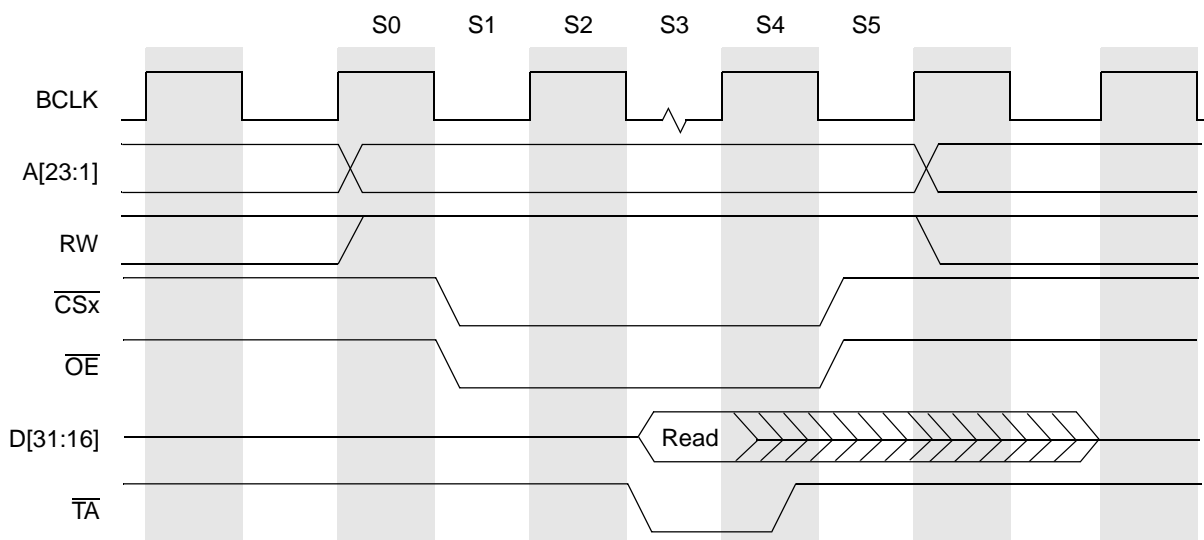 S0 S1 S2 S3 S4 S5
BCLK
A[23:1]
RW
CSx
OE
D[31:16] Read
TA